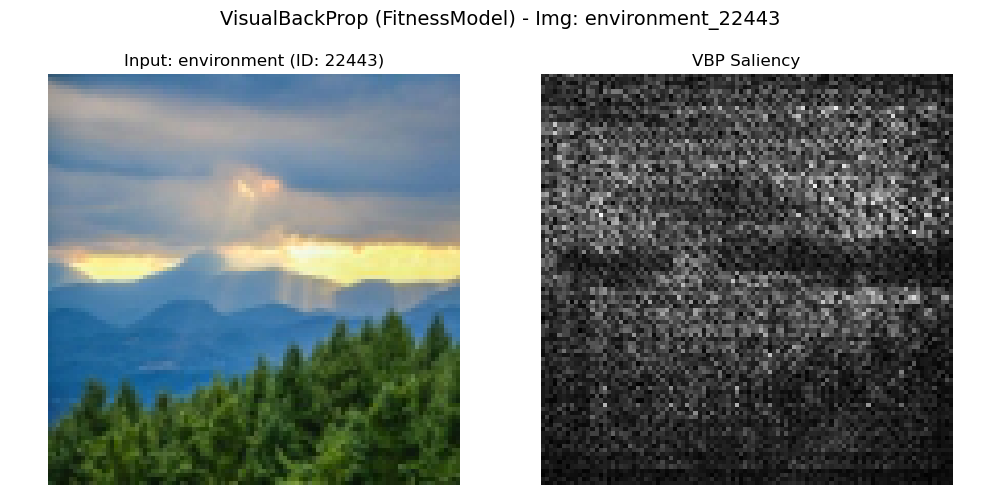 VisualBackProp (FitnessModel) - Img: environment_22443
Input: environment (ID: 22443)
VBP Saliency